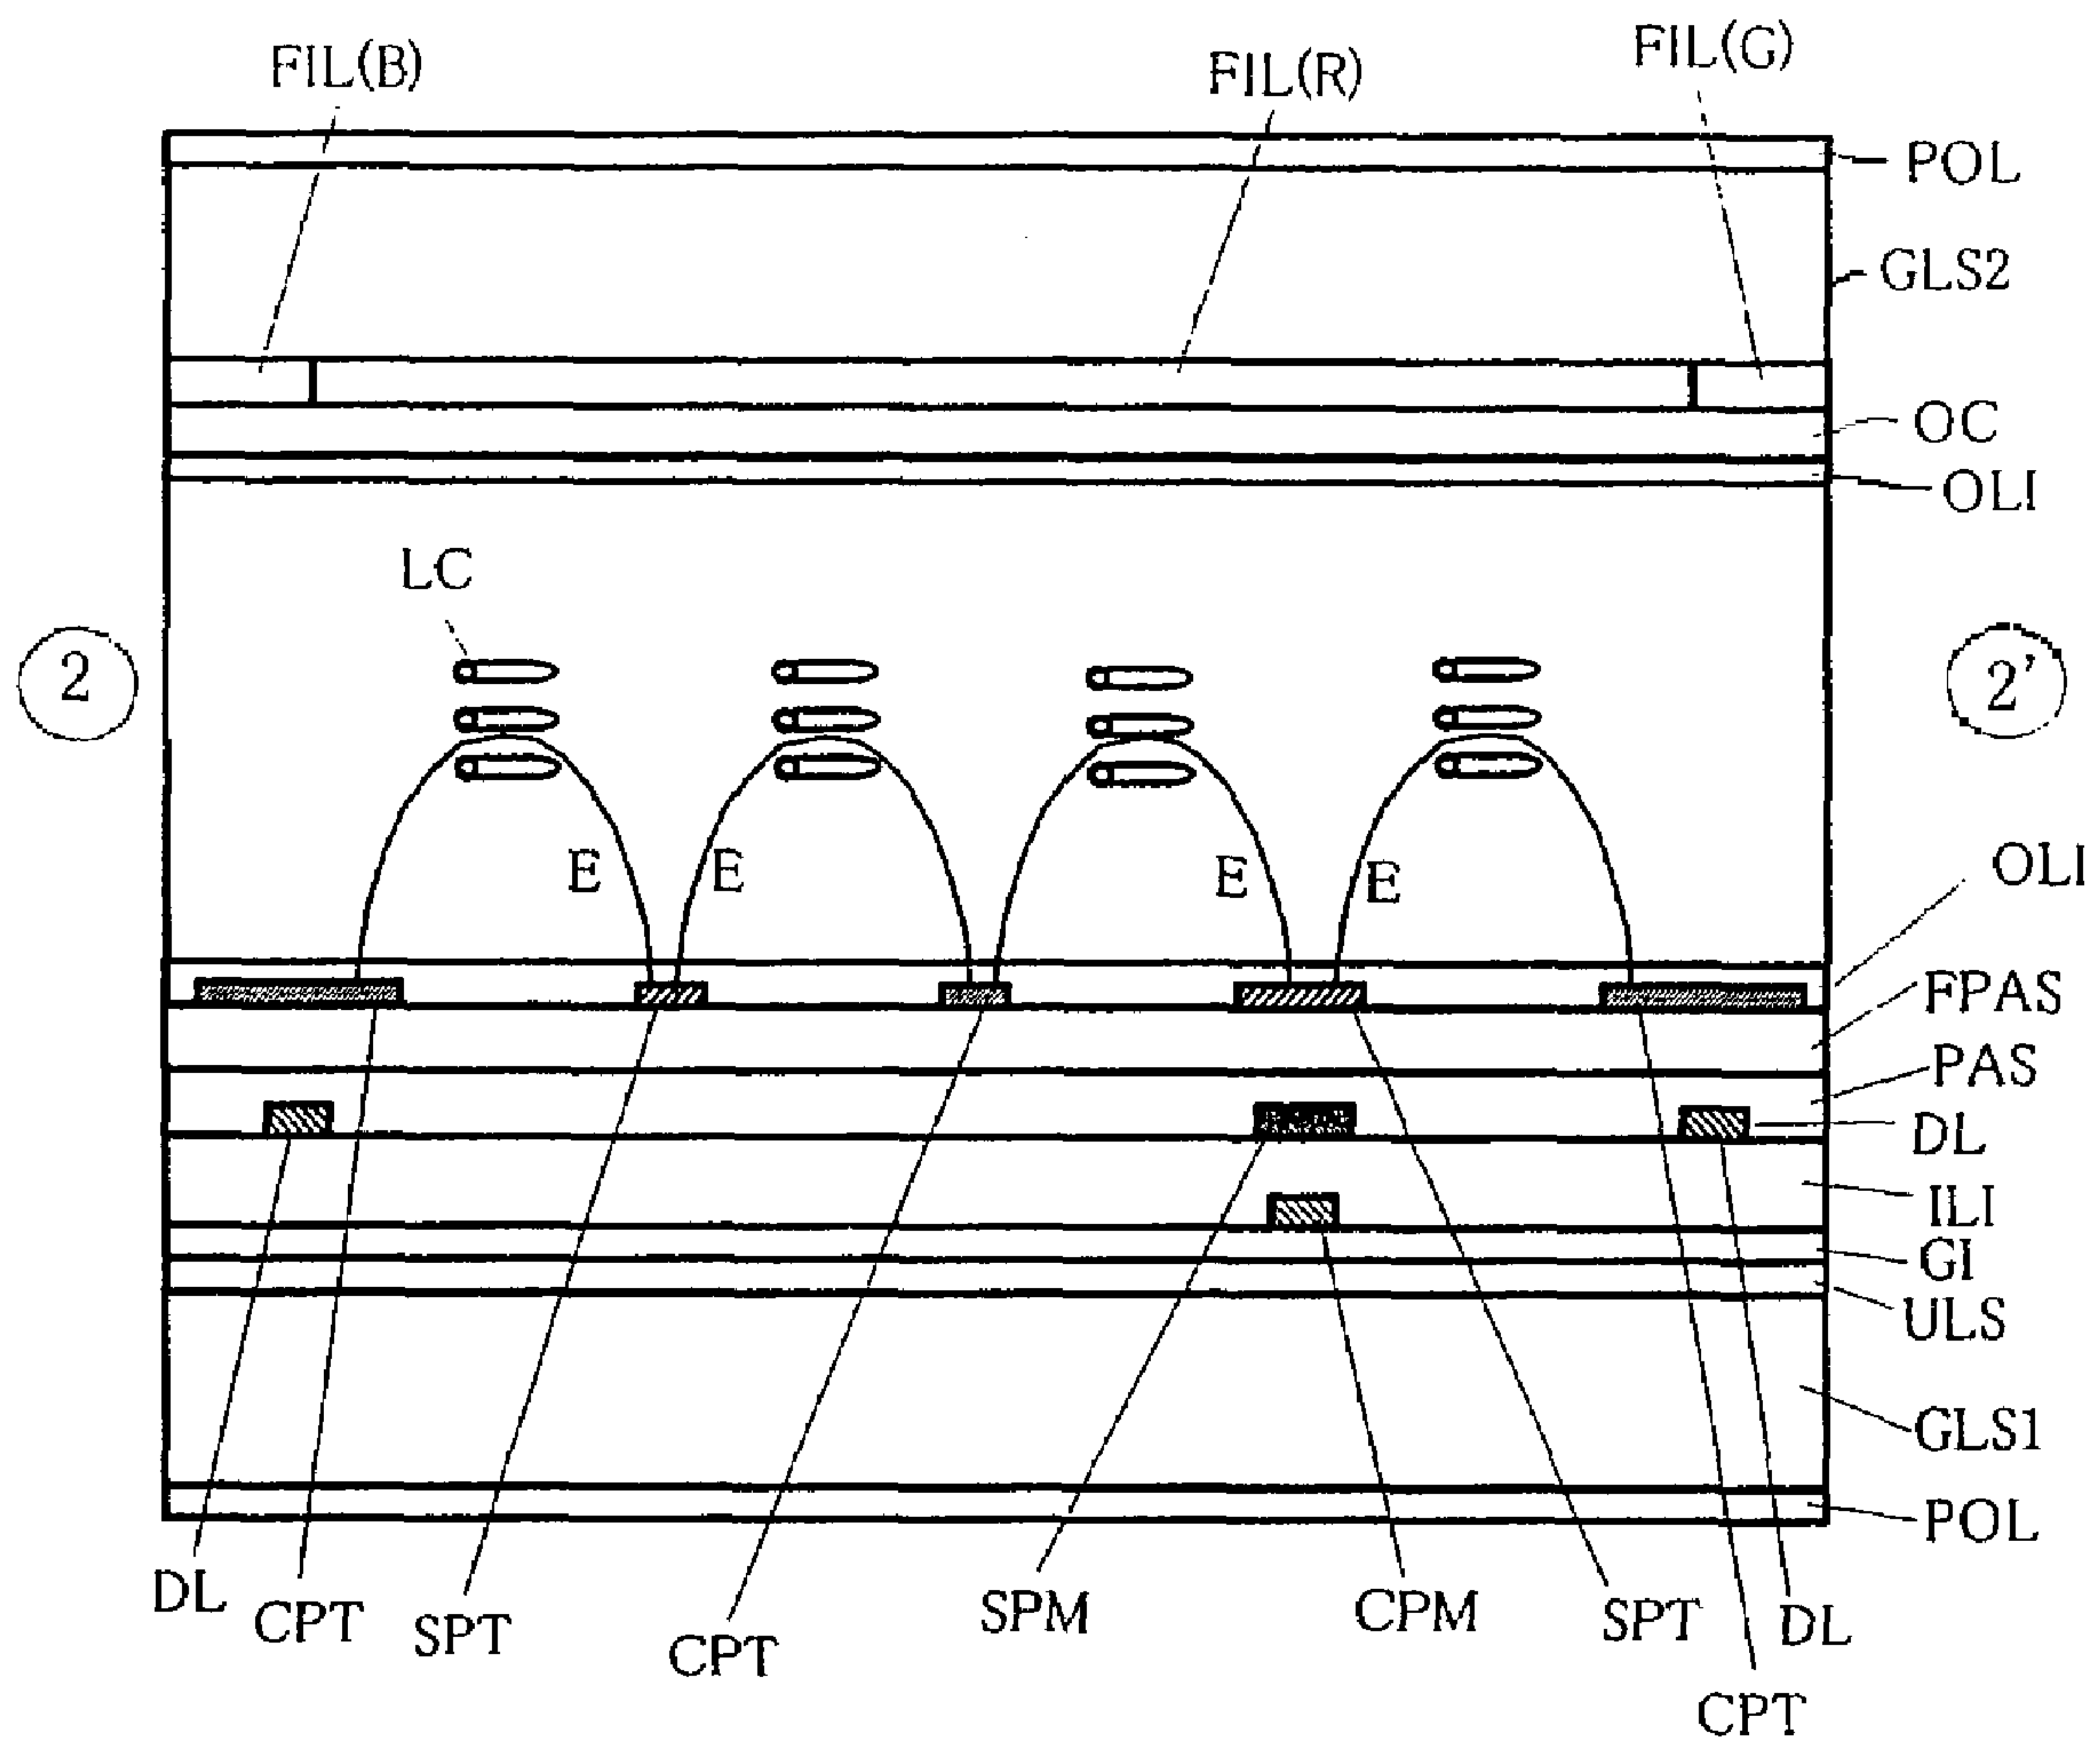 FIL(B)
FIL(R)
FIL(G)
POL
GLS2
OC
OLI
LC
2
2'
E
E
E
E
OLI
FPAS
PAS
DL
ILI
GI
ULS
GLS1
POL
DL
CPT
SPT
CPT
SPM
CPM
SPT
DL
CPT